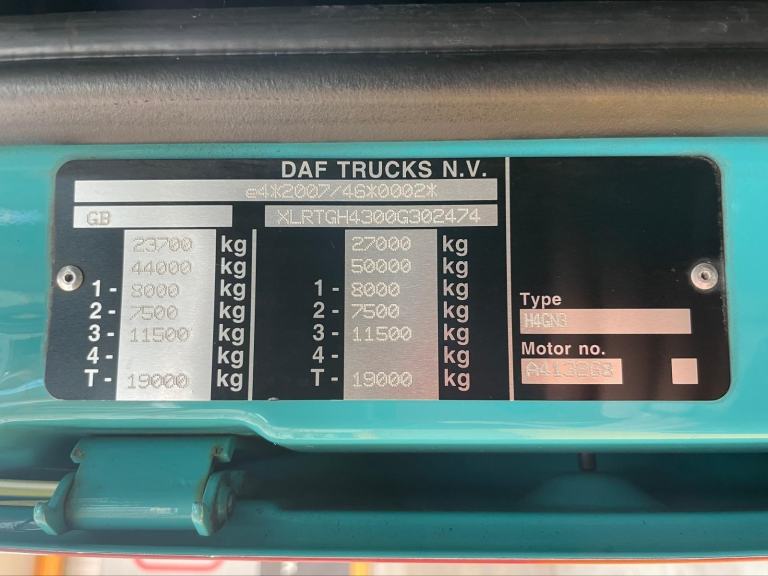 DAF TRUCKS N.V.
e4*2007/46*0002*
GB XLRTGH4300G302474
23700 kg 27000 kg
44000 kg 50000 kg
1 - 8000 kg 1 - 8000 kg
2 - 7500 kg 2 - 7500 kg
3 - 11500 kg 3 - 11500 kg
4 - kg 4 - kg
T - 19000 kg T - 19000 kg
Type
H4GN3
Motor no.
A413268